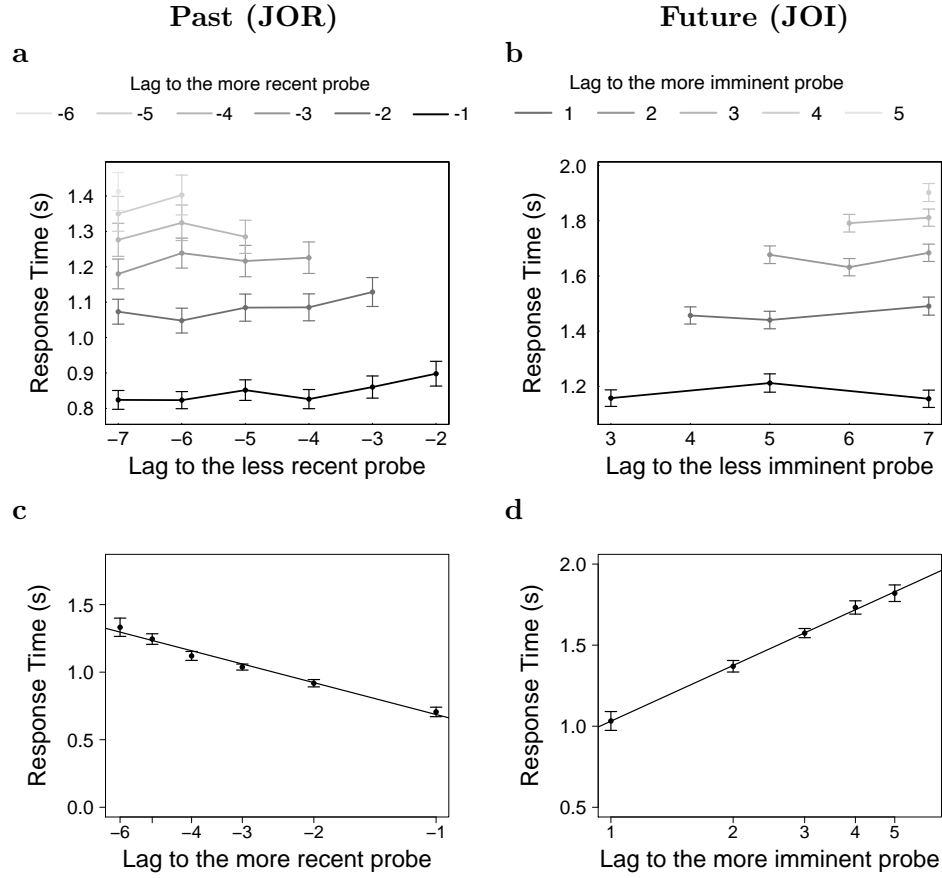 Past (JOR)
Future (JOI)
a
Lag to the more recent probe
−6 −5 −4 −3 −2 −1
Response Time (s)
1.4
1.3
1.2
1.1
1.0
0.9
0.8
−7 −6 −5 −4 −3 −2
Lag to the less recent probe
b
Lag to the more imminent probe
1 2 3 4 5
Response Time (s)
2.0
1.8
1.6
1.4
1.2
3 4 5 6 7
Lag to the less imminent probe
c
Response Time (s)
1.5
1.0
0.5
0.0
−6 −4 −3 −2 −1
Lag to the more recent probe
d
Response Time (s)
2.0
1.5
1.0
0.5
1 2 3 4 5
Lag to the more imminent probe